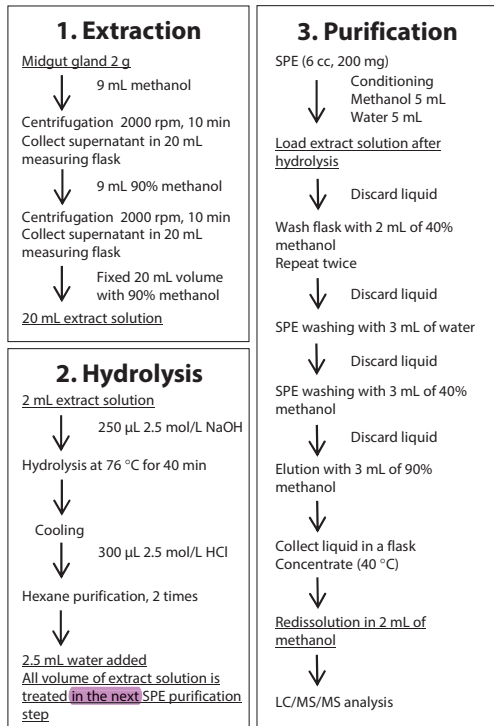 1. Extraction
Midgut gland 2 g
9 mL methanol
Centrifugation 2000 rpm, 10 min
Collect supernatant in 20 mL
measuring flask
9 mL 90% methanol
Centrifugation 2000 rpm, 10 min
Collect supernatant in 20 mL
measuring flask
Fixed 20 mL volume
with 90% methanol
20 mL extract solution
2. Hydrolysis
2 mL extract solution
250 µL 2.5 mol/L NaOH
Hydrolysis at 76 °C for 40 min
Cooling
300 µL 2.5 mol/L HCl
Hexane purification, 2 times
2.5 mL water added
All volume of extract solution is
treated in the next SPE purification
step
3. Purification
SPE (6 cc, 200 mg)
Conditioning
Methanol 5 mL
Water 5 mL
Load extract solution after
hydrolysis
Discard liquid
Wash flask with 2 mL of 40%
methanol
Repeat twice
Discard liquid
SPE washing with 3 mL of water
Discard liquid
SPE washing with 3 mL of 40%
methanol
Discard liquid
Elution with 3 mL of 90%
methanol
Collect liquid in a flask
Concentrate (40 °C)
Redissolution in 2 mL of
methanol
LC/MS/MS analysis